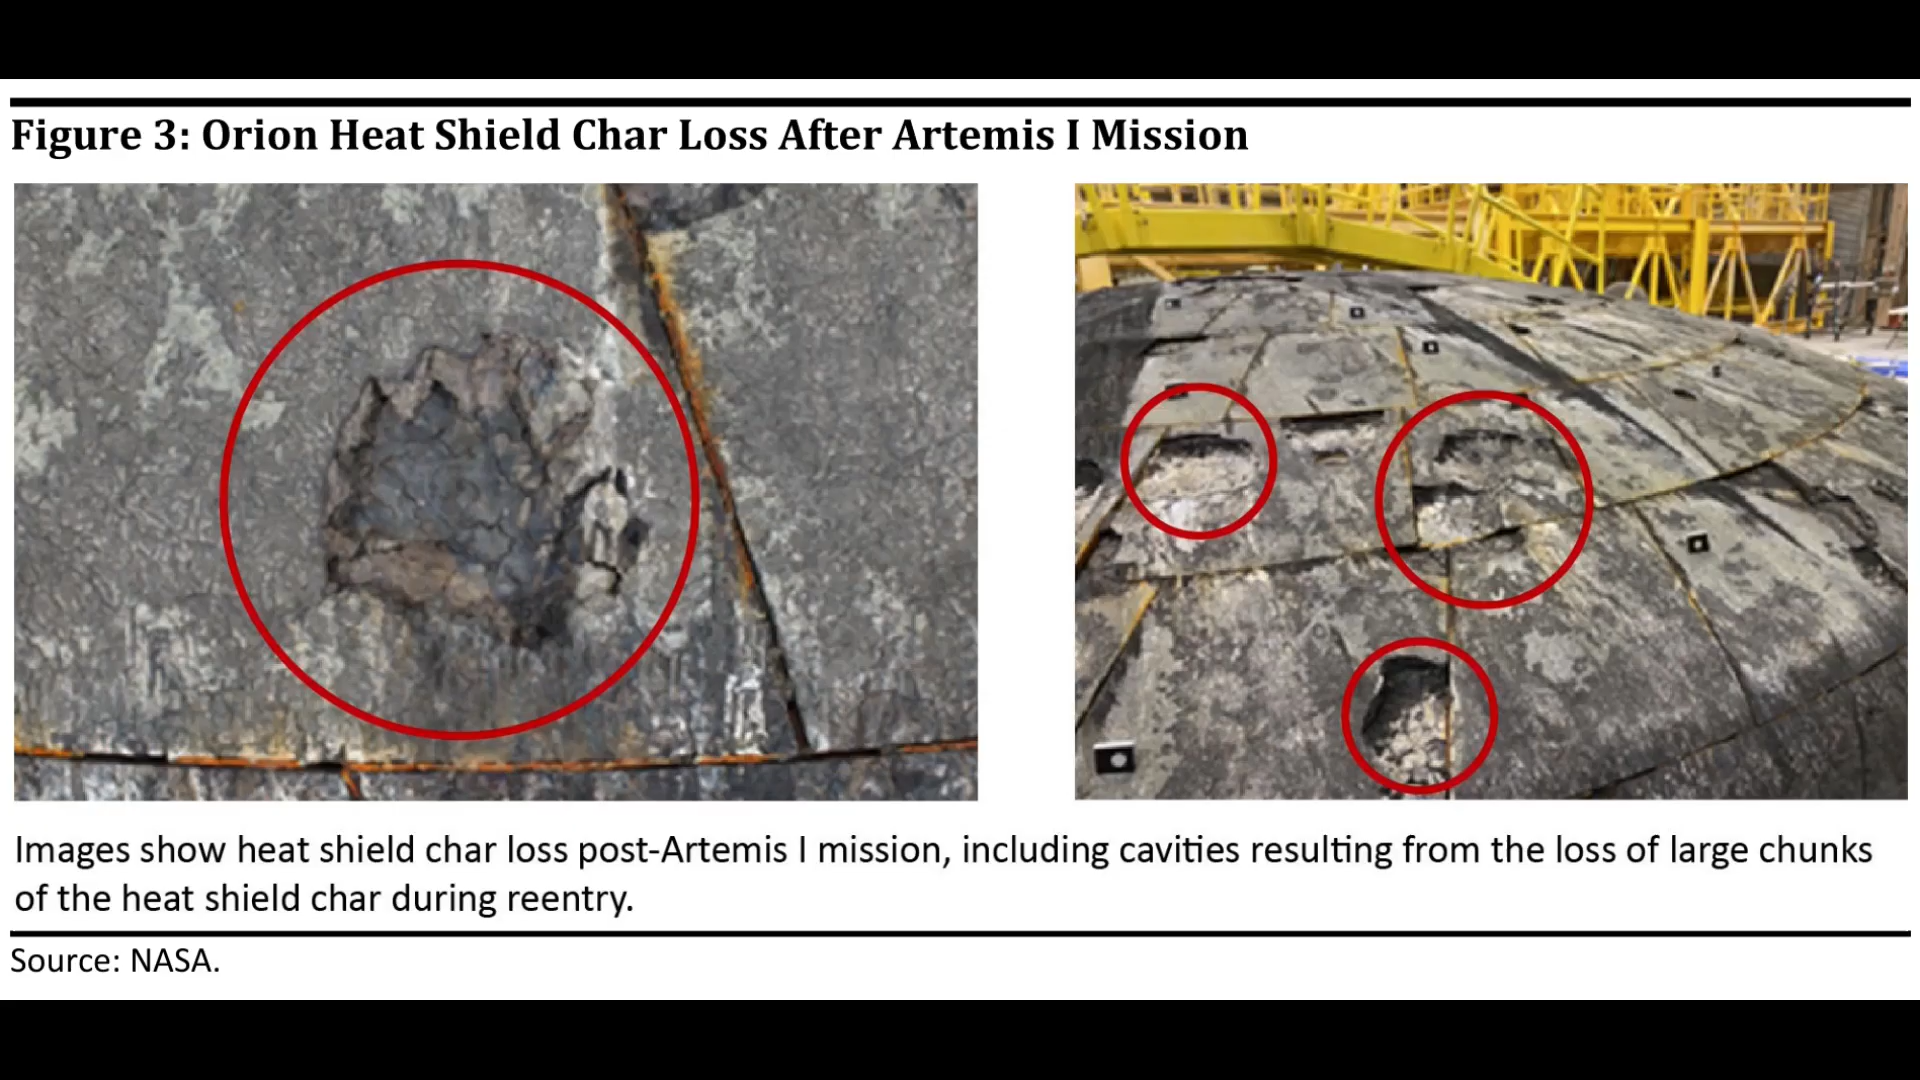 Figure 3: Orion Heat Shield Char Loss After Artemis I Mission
Images show heat shield char loss post-Artemis I mission, including cavities resulting from the loss of large chunks
of the heat shield char during reentry.
Source: NASA.